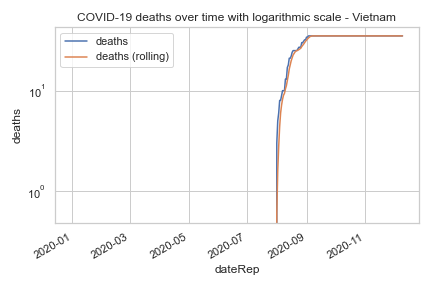 COVID-19 deaths over time with logarithmic scale - Vietnam
deaths
deaths (rolling)
deaths
10¹
10⁰
2020-01
2020-03
2020-05
2020-07
2020-09
2020-11
dateRep